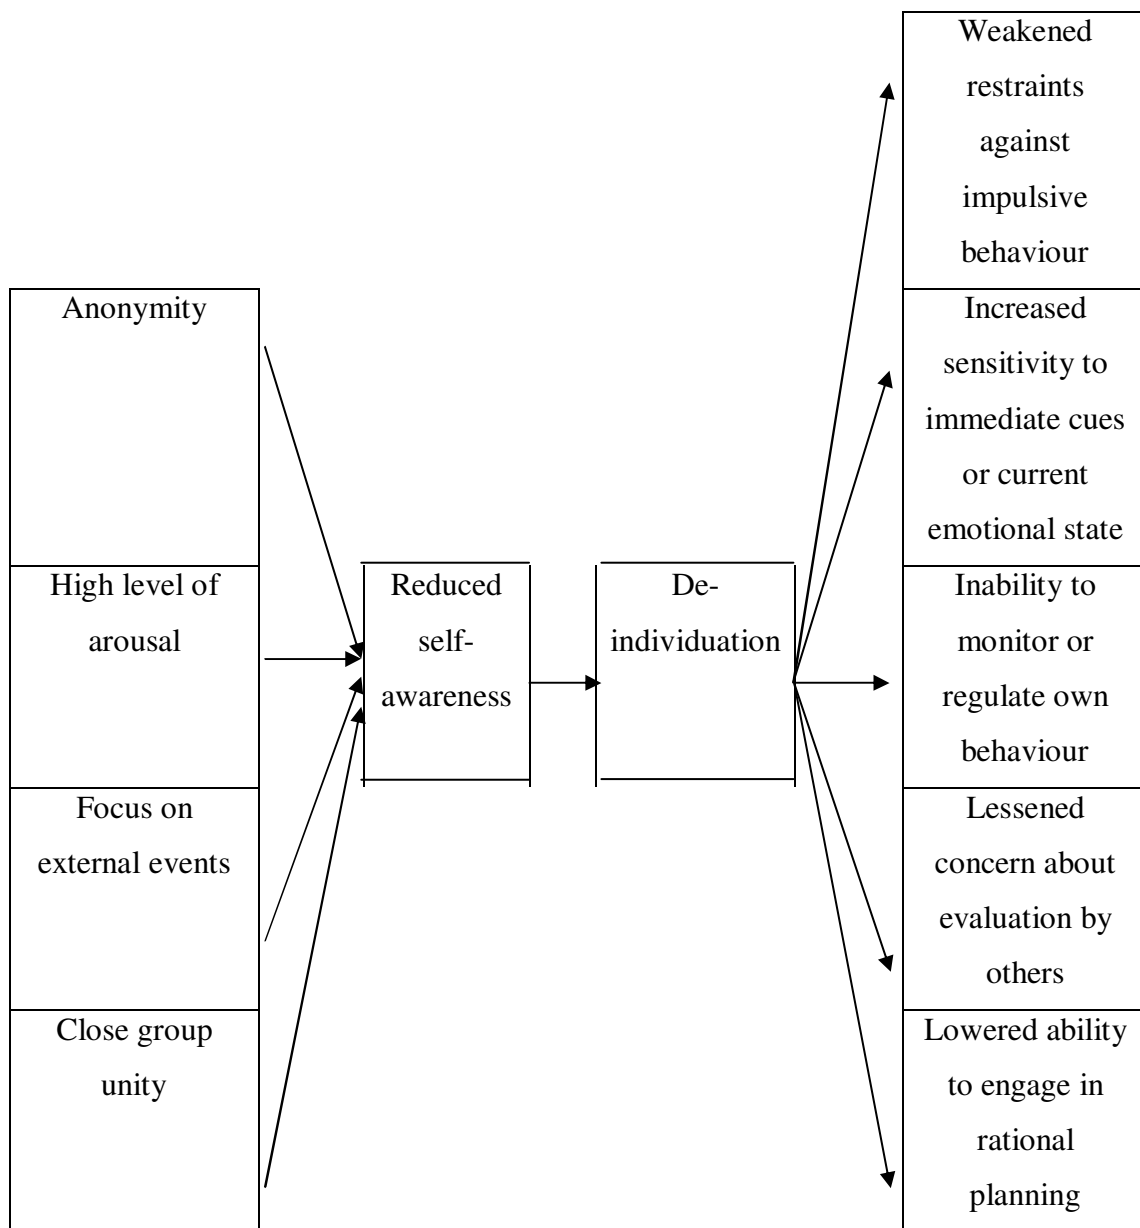 Anonymity
High level of
arousal
Focus on
external events
Close group
unity
Reduced
self-
awareness
De-
individuation
Weakened
restraints
against
impulsive
behaviour
Increased
sensitivity to
immediate cues
or current
emotional state
Inability to
monitor or
regulate own
behaviour
Lessened
concern about
evaluation by
others
Lowered ability
to engage in
rational
planning